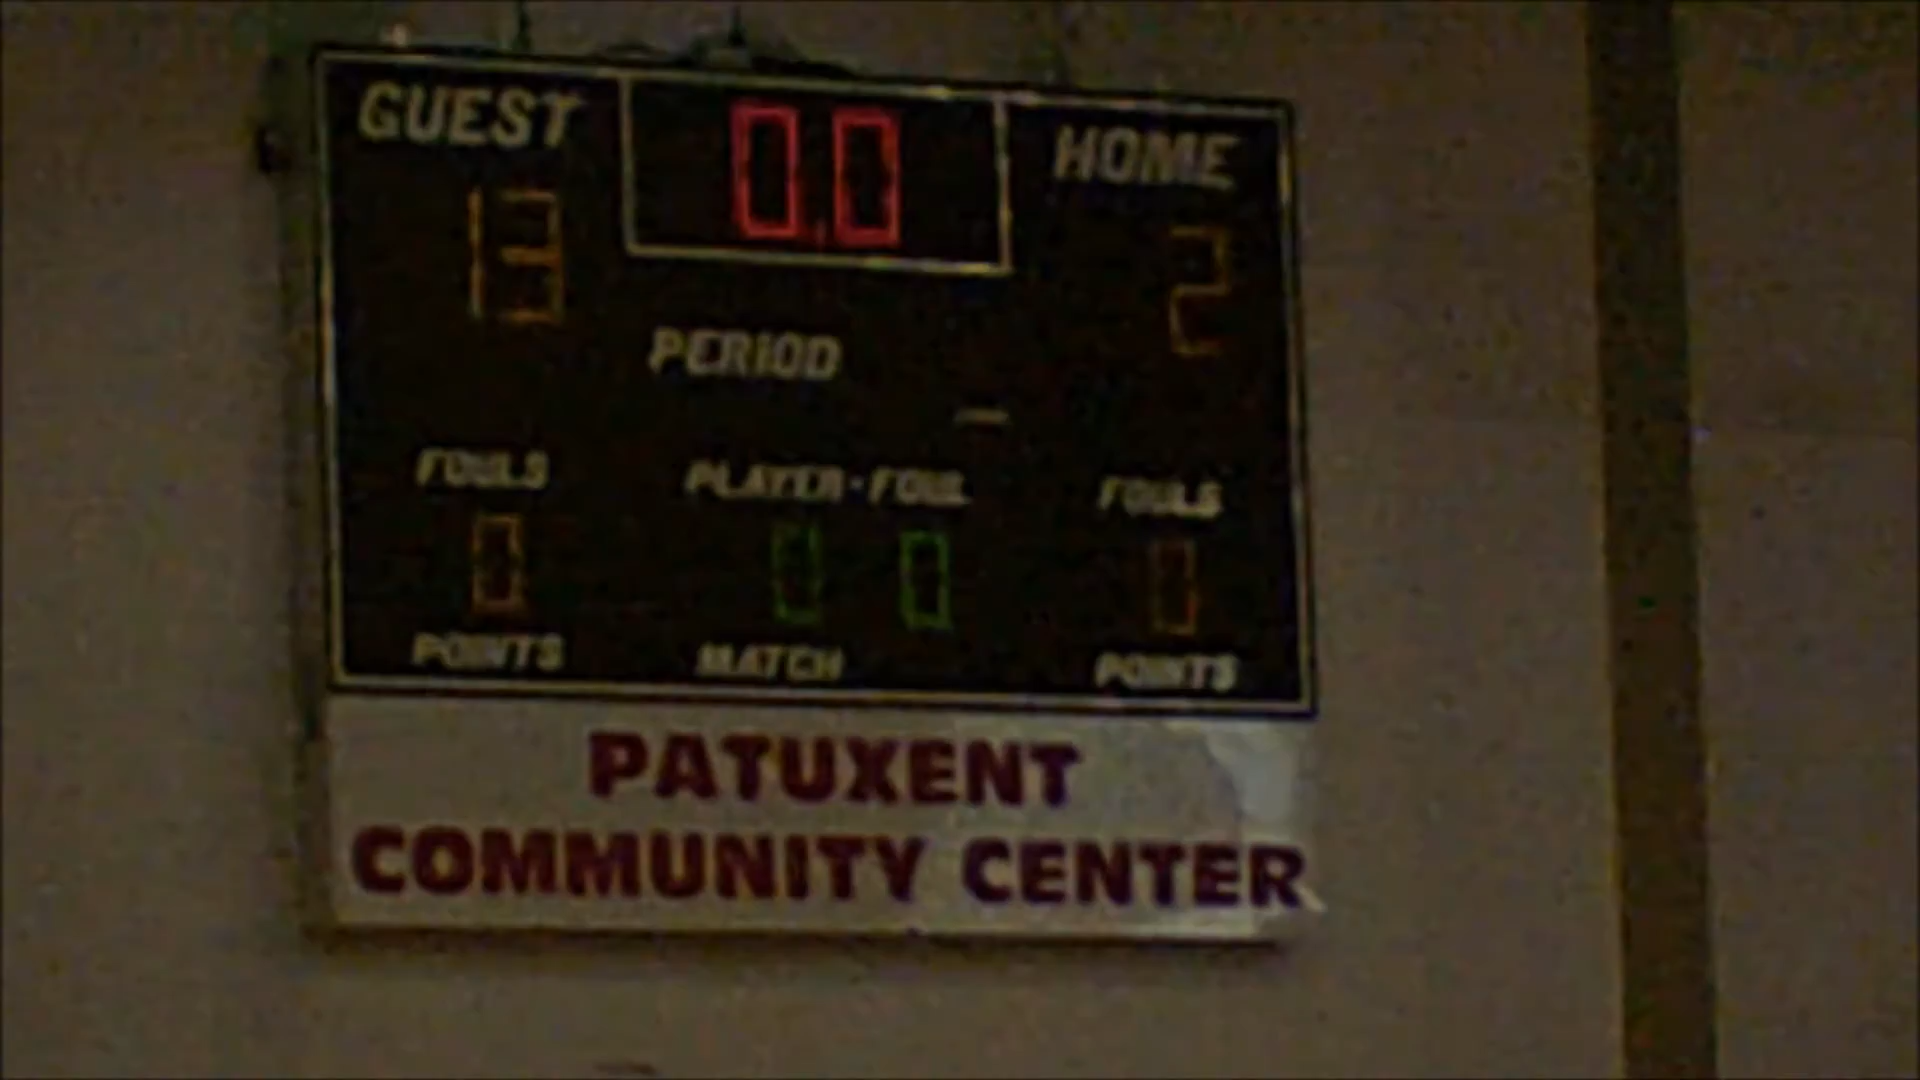 GUEST 0.0 HOME
13 2
PERIOD
FOULS PLAYER-FOUL FOULS
0 0 0 0
POINTS MATCH POINTS
PATUXENT
COMMUNITY CENTER